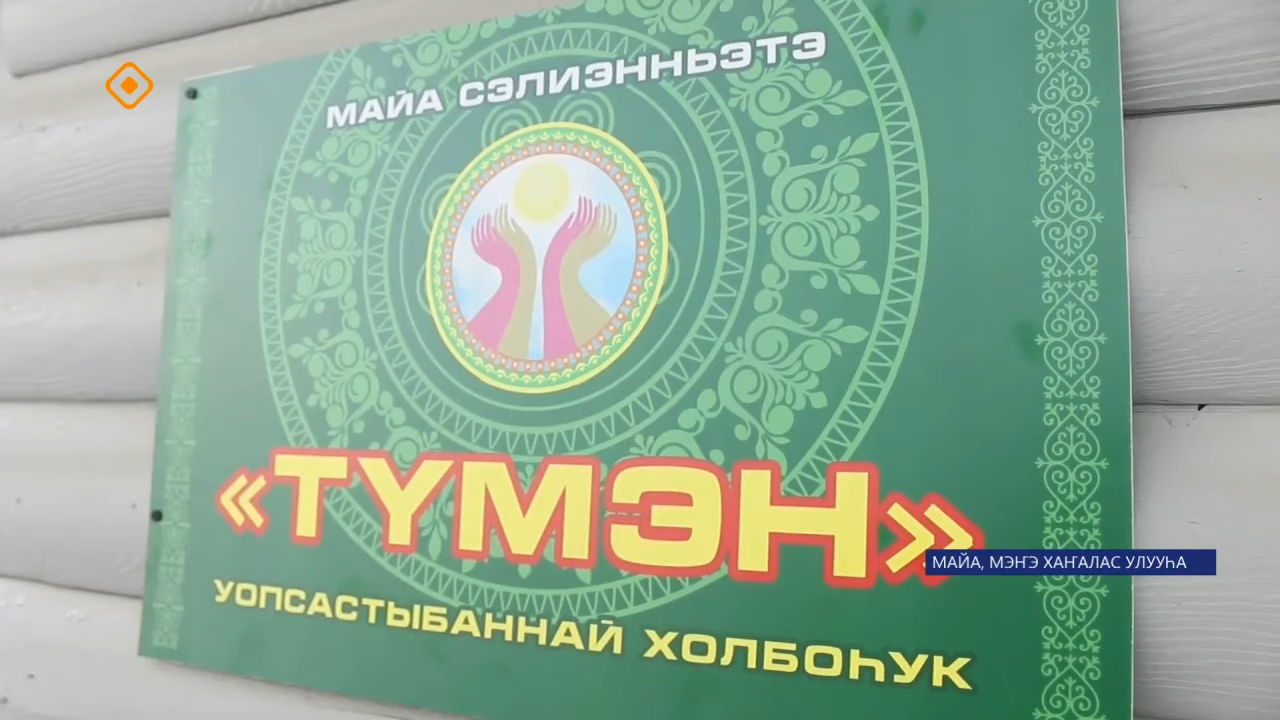 МАЙА СЭЛИЭННЬЭТЭ
«ТҮМЭН»
УОПСАСТЫБАННАЙ ХОЛБОҺУК
МАЙА, МЭҤЭ ХАҤАЛАС УЛУУҺА